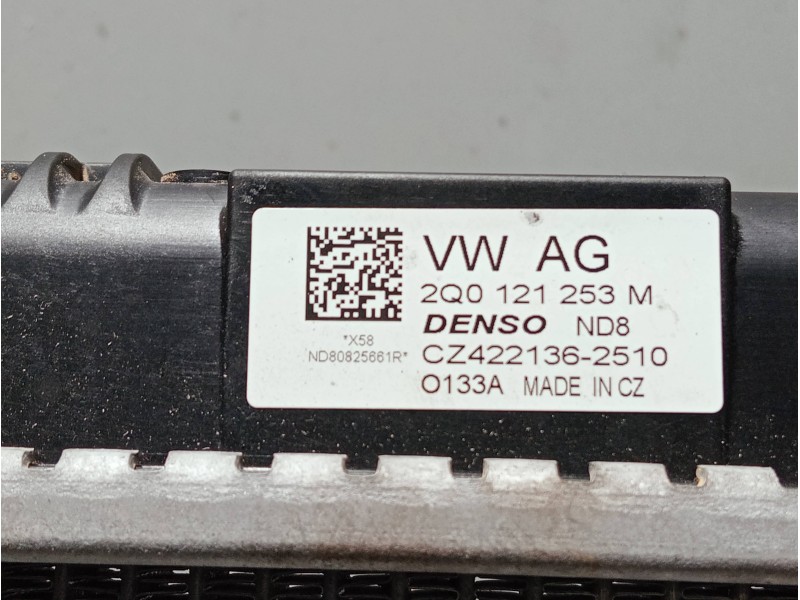 VW AG
2Q0 121 253 M
DENSO ND8
*X58
ND80825661R*
CZ422136-2510
O133A MADE IN CZ